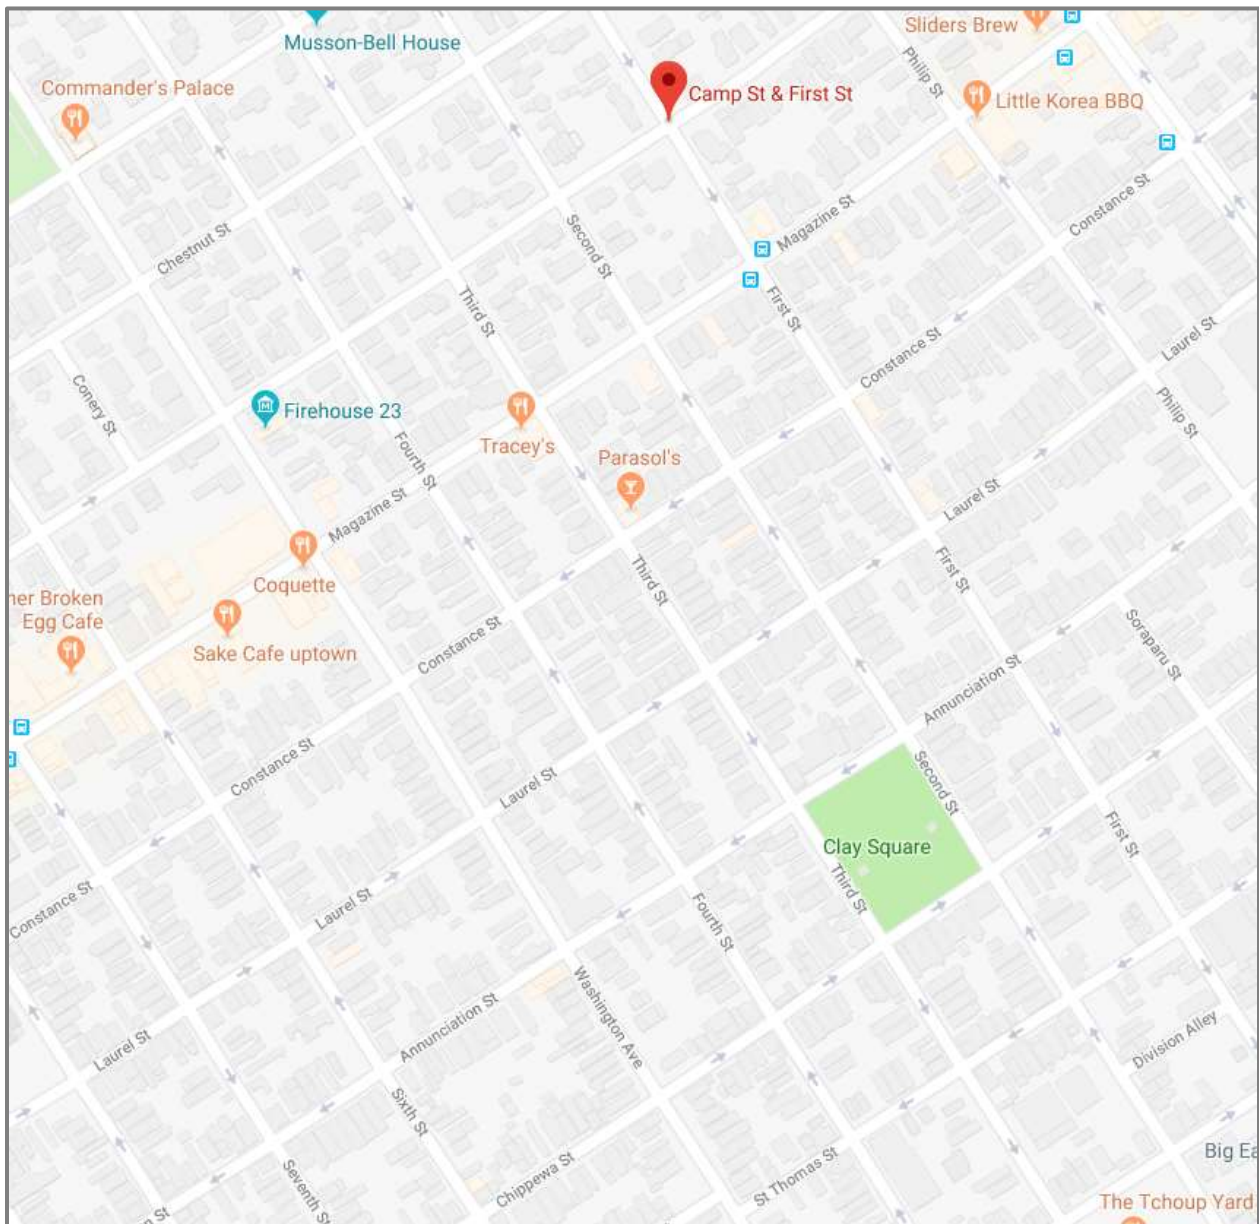 Musson-Bell House
Sliders Brew
Commander's Palace
Camp St & First St
Philip St
Little Korea BBQ
Constance St
Magazine St
Second St
Chestnut St
Third St
First St
Constance St
Laurel St
Conery St
Firehouse 23
Philip St
Fourth St
Tracey's
Parasol's
Magazine St
Laurel St
Coquette
Third St
First St
ner Broken
Egg Cafe
Sake Cafe uptown
Constance St
Soraparu St
Annunciation St
Constance St
Laurel St
Second St
Clay Square
First St
Third St
Constance St
Laurel St
Fourth St
Washington Ave
Annunciation St
Laurel St
Division Alley
Sixth St
Big Ea
Seventh St
Chippewa St
St Thomas St
The Tchoup Yard
n St